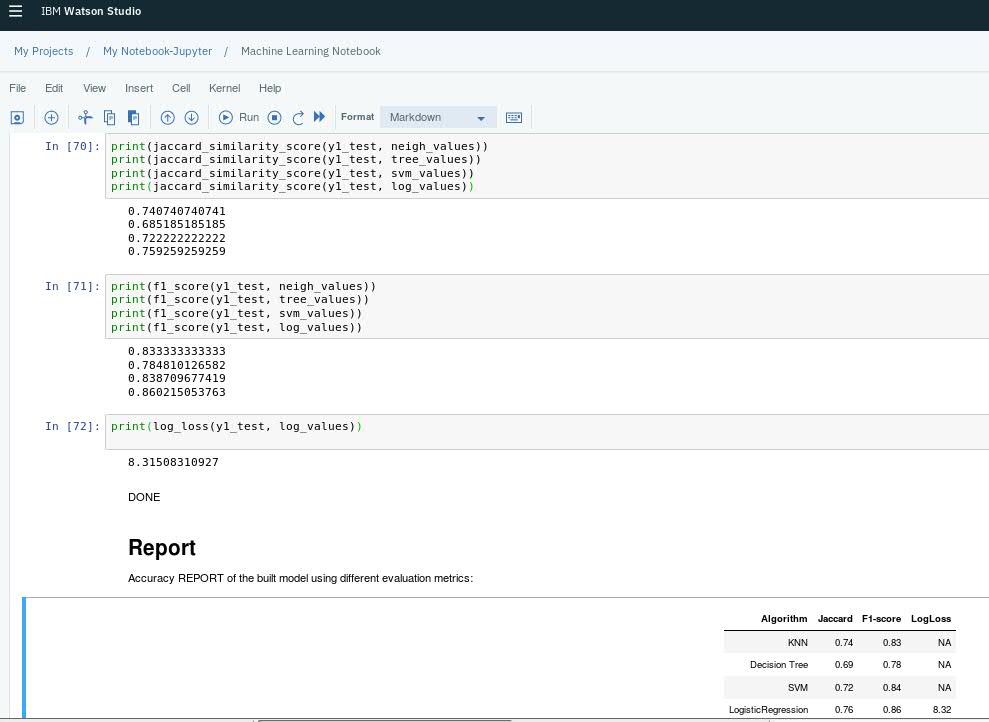 IBM Watson Studio
My Projects / My Notebook-Jupyter / Machine Learning Notebook
File Edit View Insert Cell Kernel Help
Run Format Markdown
In [70]: print(jaccard_similarity_score(y1_test, neigh_values))
print(jaccard_similarity_score(y1_test, tree_values))
print(jaccard_similarity_score(y1_test, svm_values))
print(jaccard_similarity_score(y1_test, log_values))
0.740740740741
0.685185185185
0.722222222222
0.759259259259
In [71]: print(f1_score(y1_test, neigh_values))
print(f1_score(y1_test, tree_values))
print(f1_score(y1_test, svm_values))
print(f1_score(y1_test, log_values))
0.833333333333
0.784810126582
0.838709677419
0.860215053763
In [72]: print(log_loss(y1_test, log_values))
8.31508310927
DONE
Report
Accuracy REPORT of the built model using different evaluation metrics:
Algorithm Jaccard F1-score LogLoss
KNN 0.74 0.83 NA
Decision Tree 0.69 0.78 NA
SVM 0.72 0.84 NA
LogisticRegression 0.76 0.86 8.32